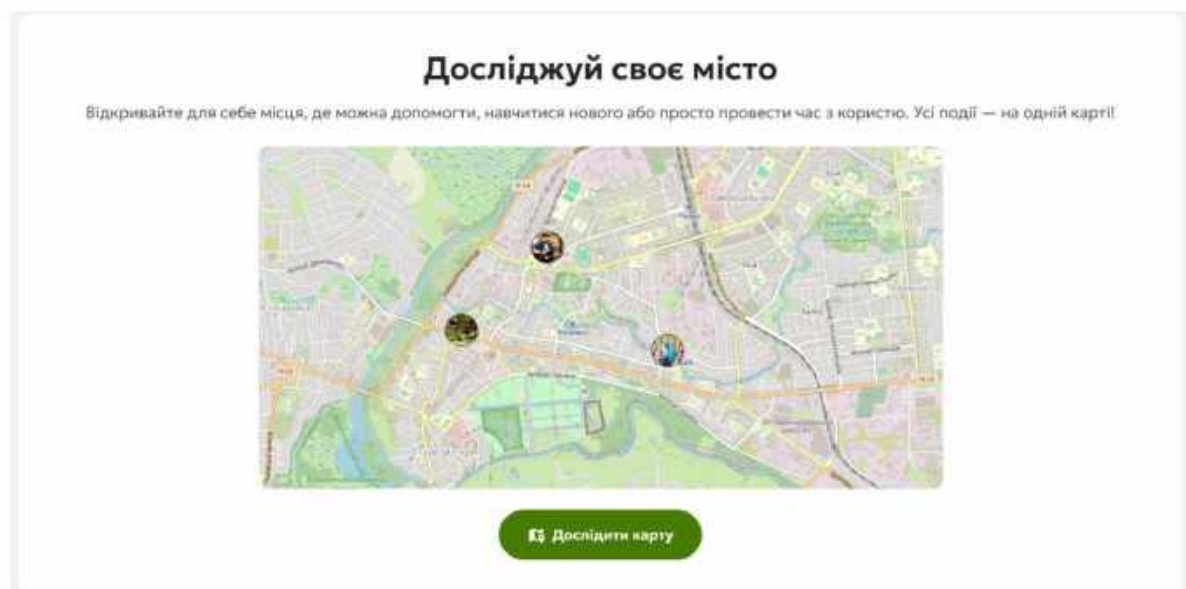 Досліджуй своє місто
Відкривайте для себе місця, де можна допомогти, навчитися нового або просто провести час з користю. Усі події — на одній карті!
Дослідити карту